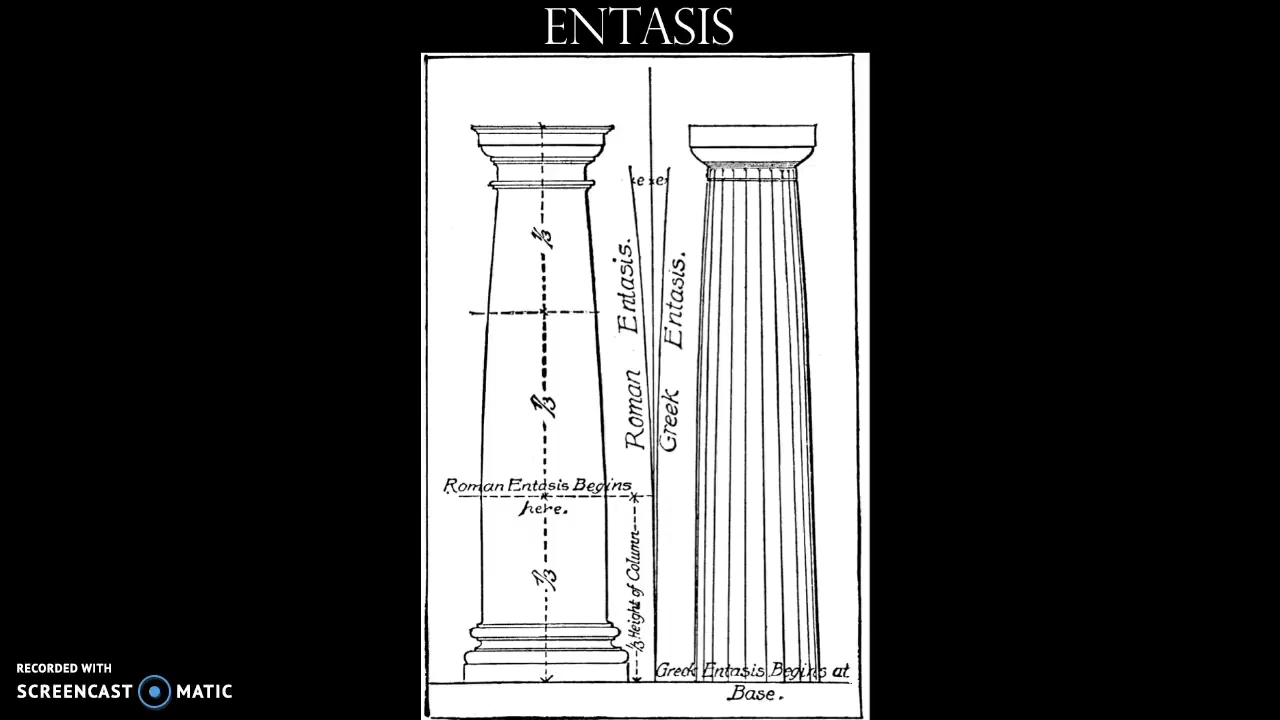 ENTASIS
e e
1/3
Roman Entasis.
Greek Entasis.
1/3
Roman Entasis Begins
here.
1/3
1/3 Height of Column
Greek Entasis Begins at
Base.
RECORDED WITH
SCREENCAST MATIC